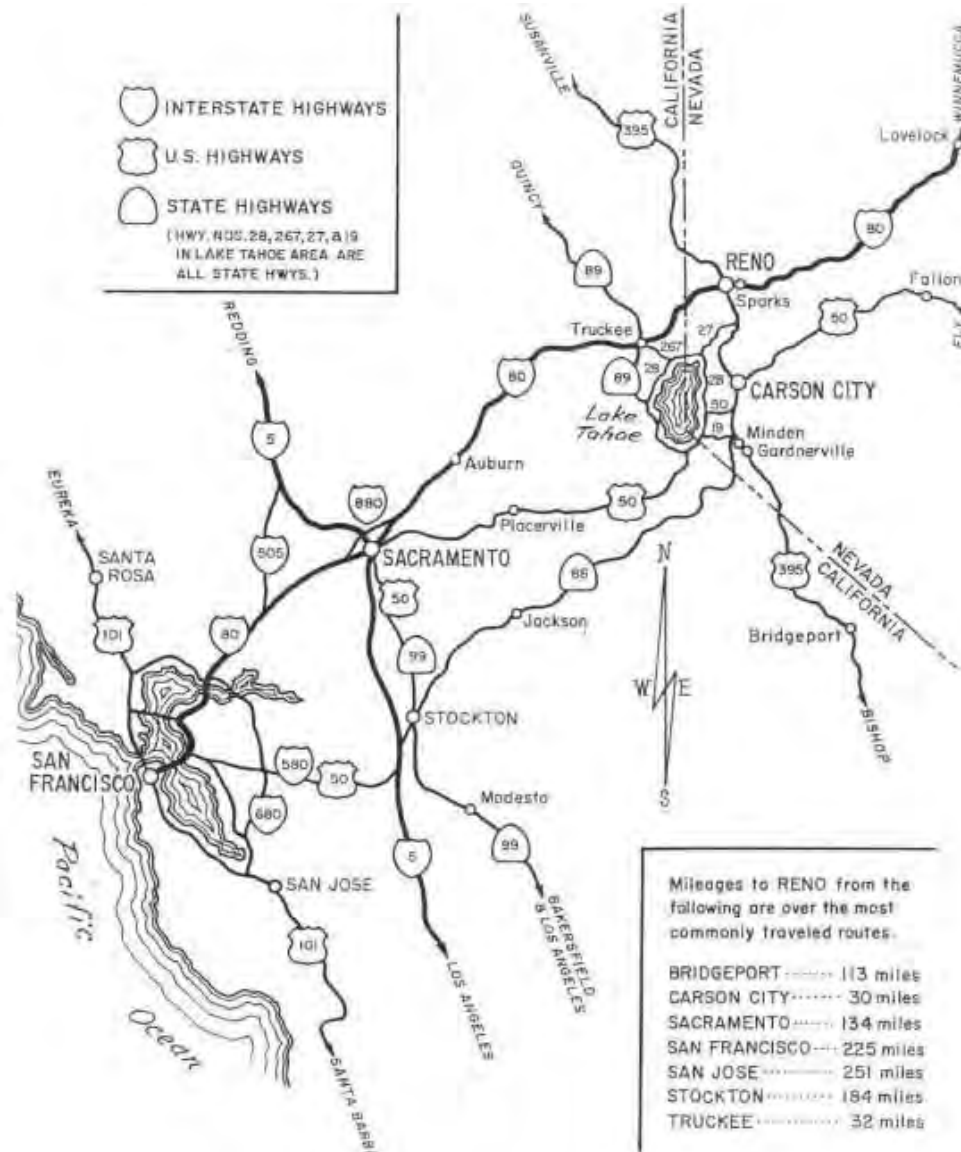 INTERSTATE HIGHWAYS
U.S. HIGHWAYS
STATE HIGHWAYS
(HWY. NOS. 28, 267, 27, & 19
IN LAKE TAHOE AREA ARE
ALL STATE HWYS.)
SUSANVILLE
CALIFORNIA
NEVADA
WINNEMUCCA
395
Lovelock
QUINCY
80
89
RENO
Sparks
Fallon
50
ELY
REDDING
Truckee
267
27
28
89
28
CARSON CITY
80
Lake
Tahoe
50
19
Minden
Gardnerville
5
Auburn
EUREKA
880
50
Placerville
SANTA
ROSA
505
SACRAMENTO
50
88
N
NEVADA
CALIFORNIA
395
101
80
Jackson
Bridgeport
99
W
E
STOCKTON
BISHOP
SAN
FRANCISCO
580
50
S
680
Modesto
Pacific
Ocean
5
99
SAN JOSE
101
LOS ANGELES
BAKERSFIELD
& LOS ANGELES
SANTA BARB
Mileages to RENO from the
following are over the most
commonly traveled routes.
BRIDGEPORT ....... 113 miles
CARSON CITY ....... 30 miles
SACRAMENTO ...... 134 miles
SAN FRANCISCO .... 225 miles
SAN JOSE ........... 251 miles
STOCKTON ......... 184 miles
TRUCKEE ........... 32 miles